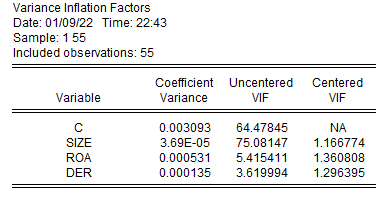 Variance Inflation Factors
Date: 01/09/22 Time: 22:43
Sample: 1 55
Included observations: 55
Coefficient Uncentered Centered
Variable Variance VIF VIF
C 0.003093 64.47845 NA
SIZE 3.69E-05 75.08147 1.166774
ROA 0.000531 5.415411 1.360808
DER 0.000135 3.619994 1.296395